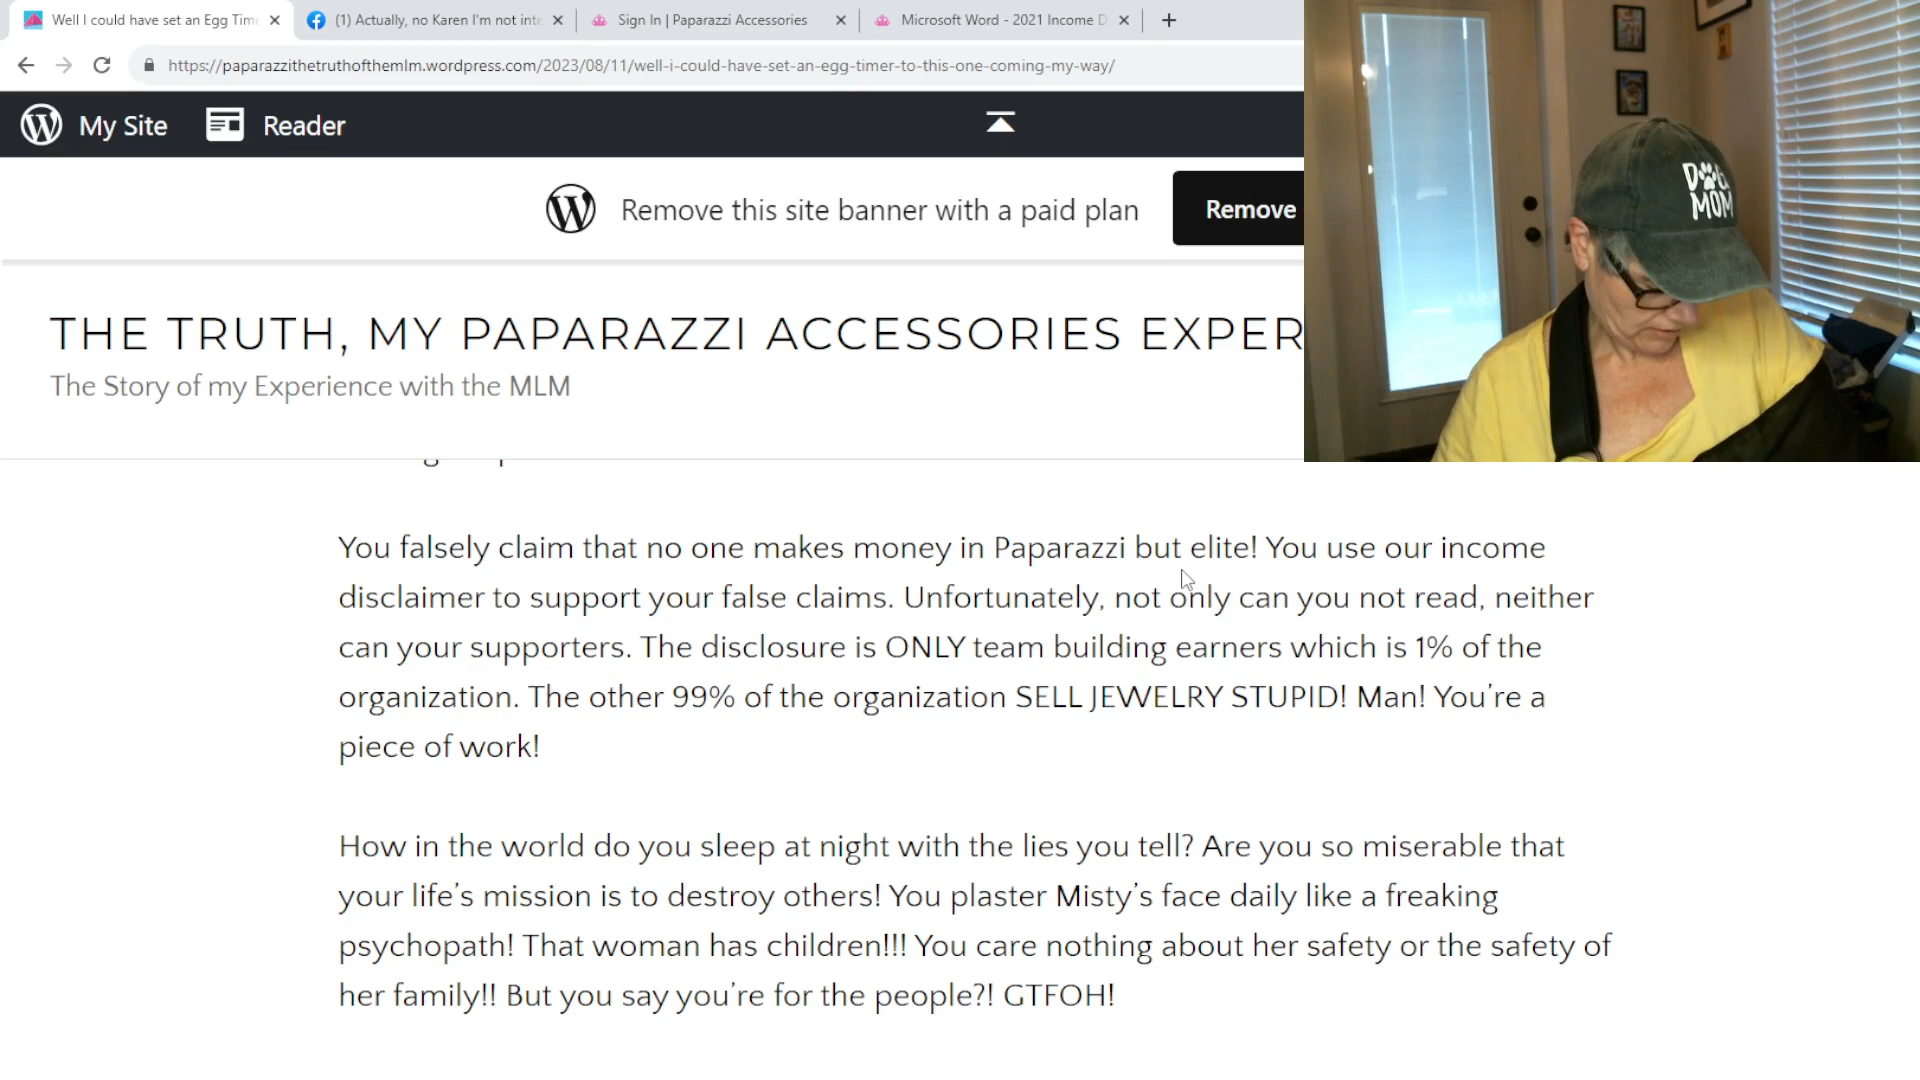 Well I could have set an Egg Time
(1) Actually, no Karen I'm not inte
Sign In | Paparazzi Accessories
Microsoft Word - 2021 Income D
https://paparazzithetruthofthemlm.wordpress.com/2023/08/11/well-i-could-have-set-an-egg-timer-to-this-one-coming-my-way/
My Site
Reader
Remove this site banner with a paid plan
Remove
DOG
MOM
THE TRUTH, MY PAPARAZZI ACCESSORIES EXPER
The Story of my Experience with the MLM
You falsely claim that no one makes money in Paparazzi but elite! You use our income
disclaimer to support your false claims. Unfortunately, not only can you not read, neither
can your supporters. The disclosure is ONLY team building earners which is 1% of the
organization. The other 99% of the organization SELL JEWELRY STUPID! Man! You’re a
piece of work!
How in the world do you sleep at night with the lies you tell? Are you so miserable that
your life’s mission is to destroy others! You plaster Misty’s face daily like a freaking
psychopath! That woman has children!!! You care nothing about her safety or the safety of
her family!! But you say you’re for the people?! GTFOH!